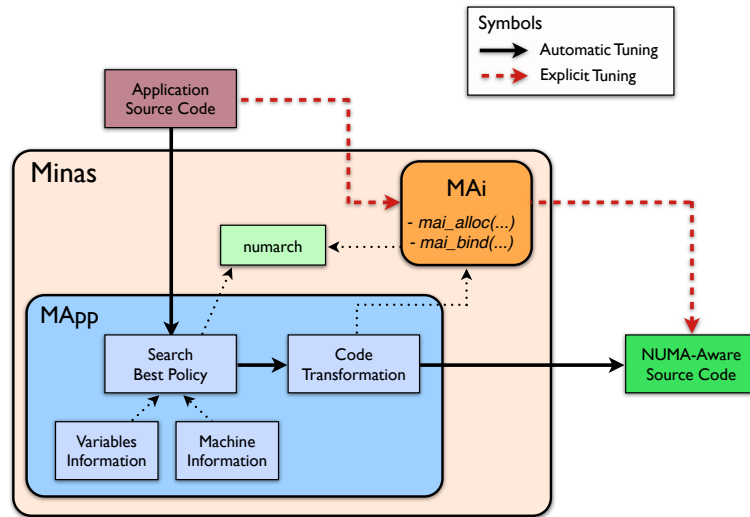 Symbols
Automatic Tuning
Explicit Tuning
Application
Source Code
Minas
MAi
- mai_alloc(...)
- mai_bind(...)
numarch
MApp
Search
Best Policy
Code
Transformation
NUMA-Aware
Source Code
Variables
Information
Machine
Information